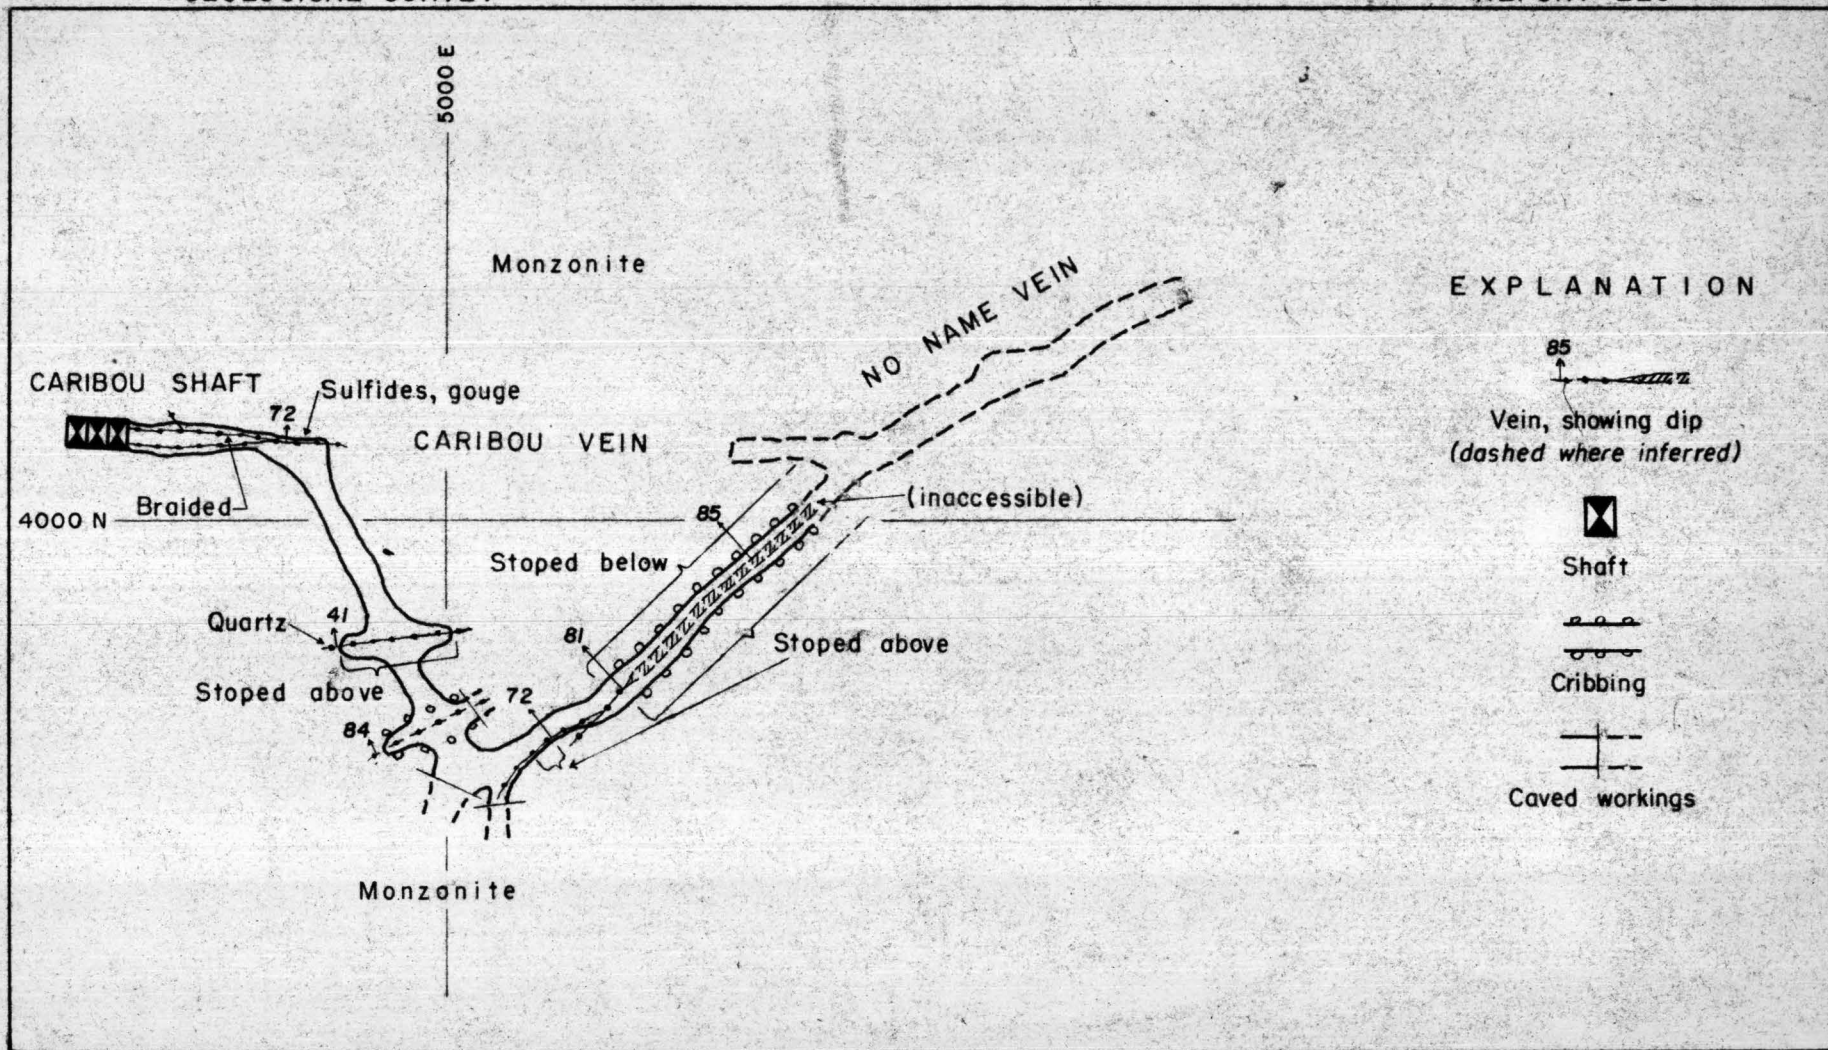 5000 E
Monzonite
NO NAME VEIN
EXPLANATION
85
CARIBOU SHAFT
72
Sulfides, gouge
CARIBOU VEIN
Vein, showing dip
(dashed where inferred)
Braided
4000 N
85
(inaccessible)
Stoped below
Shaft
Quartz
41
81
Stoped above
Stoped above
72
Cribbing
84
Caved workings
Monzonite